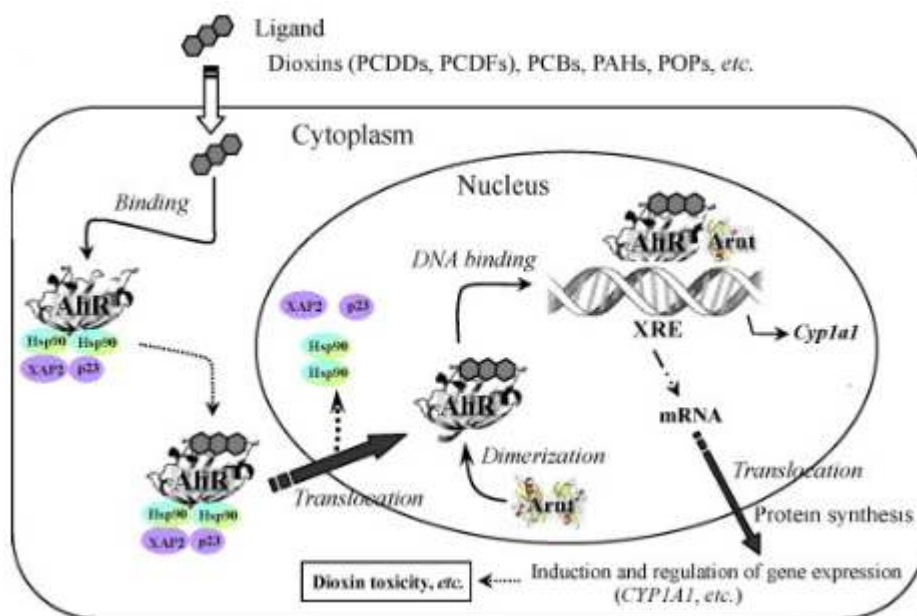 Ligand
Dioxins (PCDDs, PCDFs), PCBs, PAHs, POPs, etc.
Cytoplasm
Nucleus
Binding
AhR
Arnt
DNA binding
AhR
Hsp90 Hsp90
XAP2 p23
XAP2 p23
Hsp90
Hsp90
XRE
Cyp1a1
AhR
mRNA
AhR
Hsp90 Hsp90
XAP2 p23
Translocation
Dimerization
Arnt
Translocation
Protein synthesis
Dioxin toxicity, etc.
Induction and regulation of gene expression
(CYP1A1, etc.)